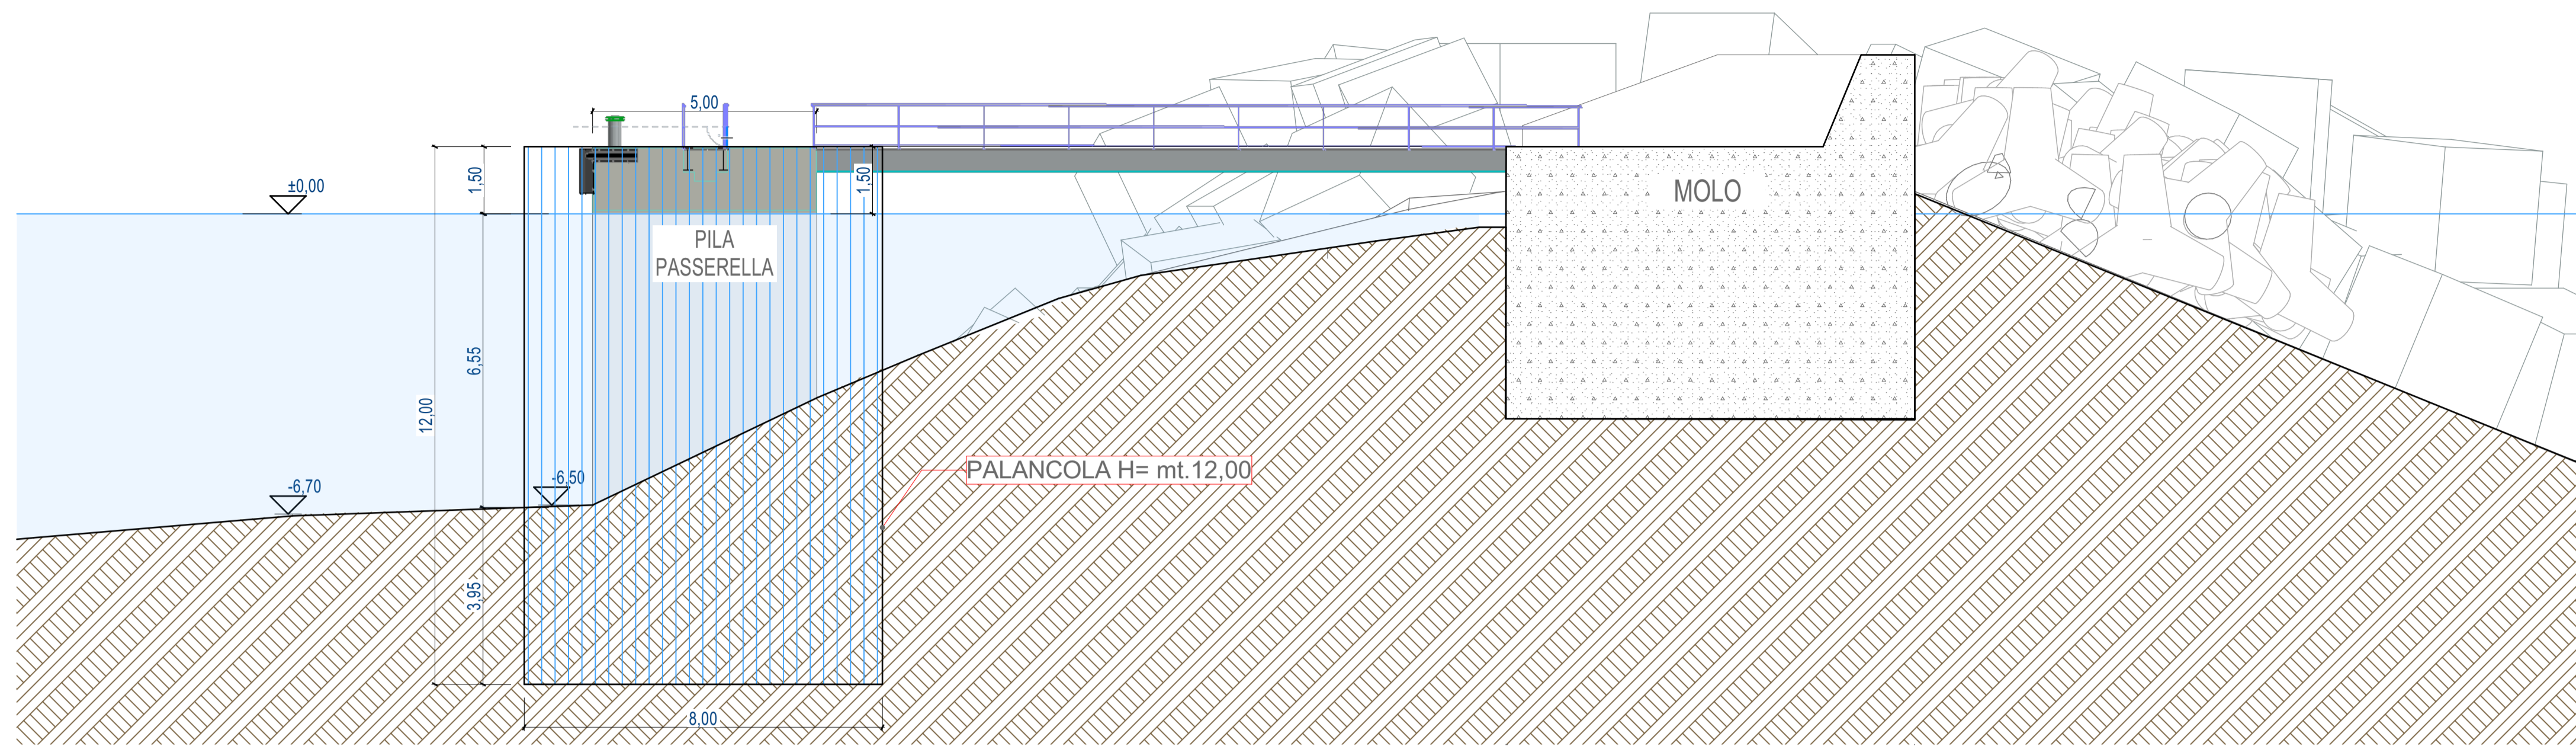 5,00
±0,00
1,50
1,50
MOLO
PILA
PASSERELLA
6,55
12,00
PALANCOLA H= mt.12,00
-6,50
-6,70
3,95
8,00